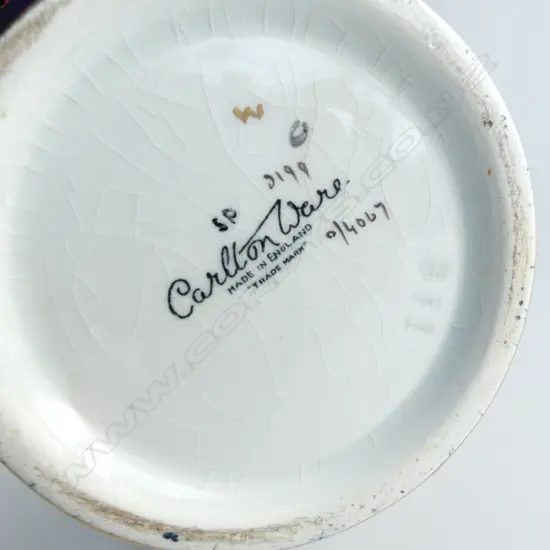 W
O
3199
SP
Carlton Ware
MADE IN ENGLAND
"TRADE MARK"
0/4067